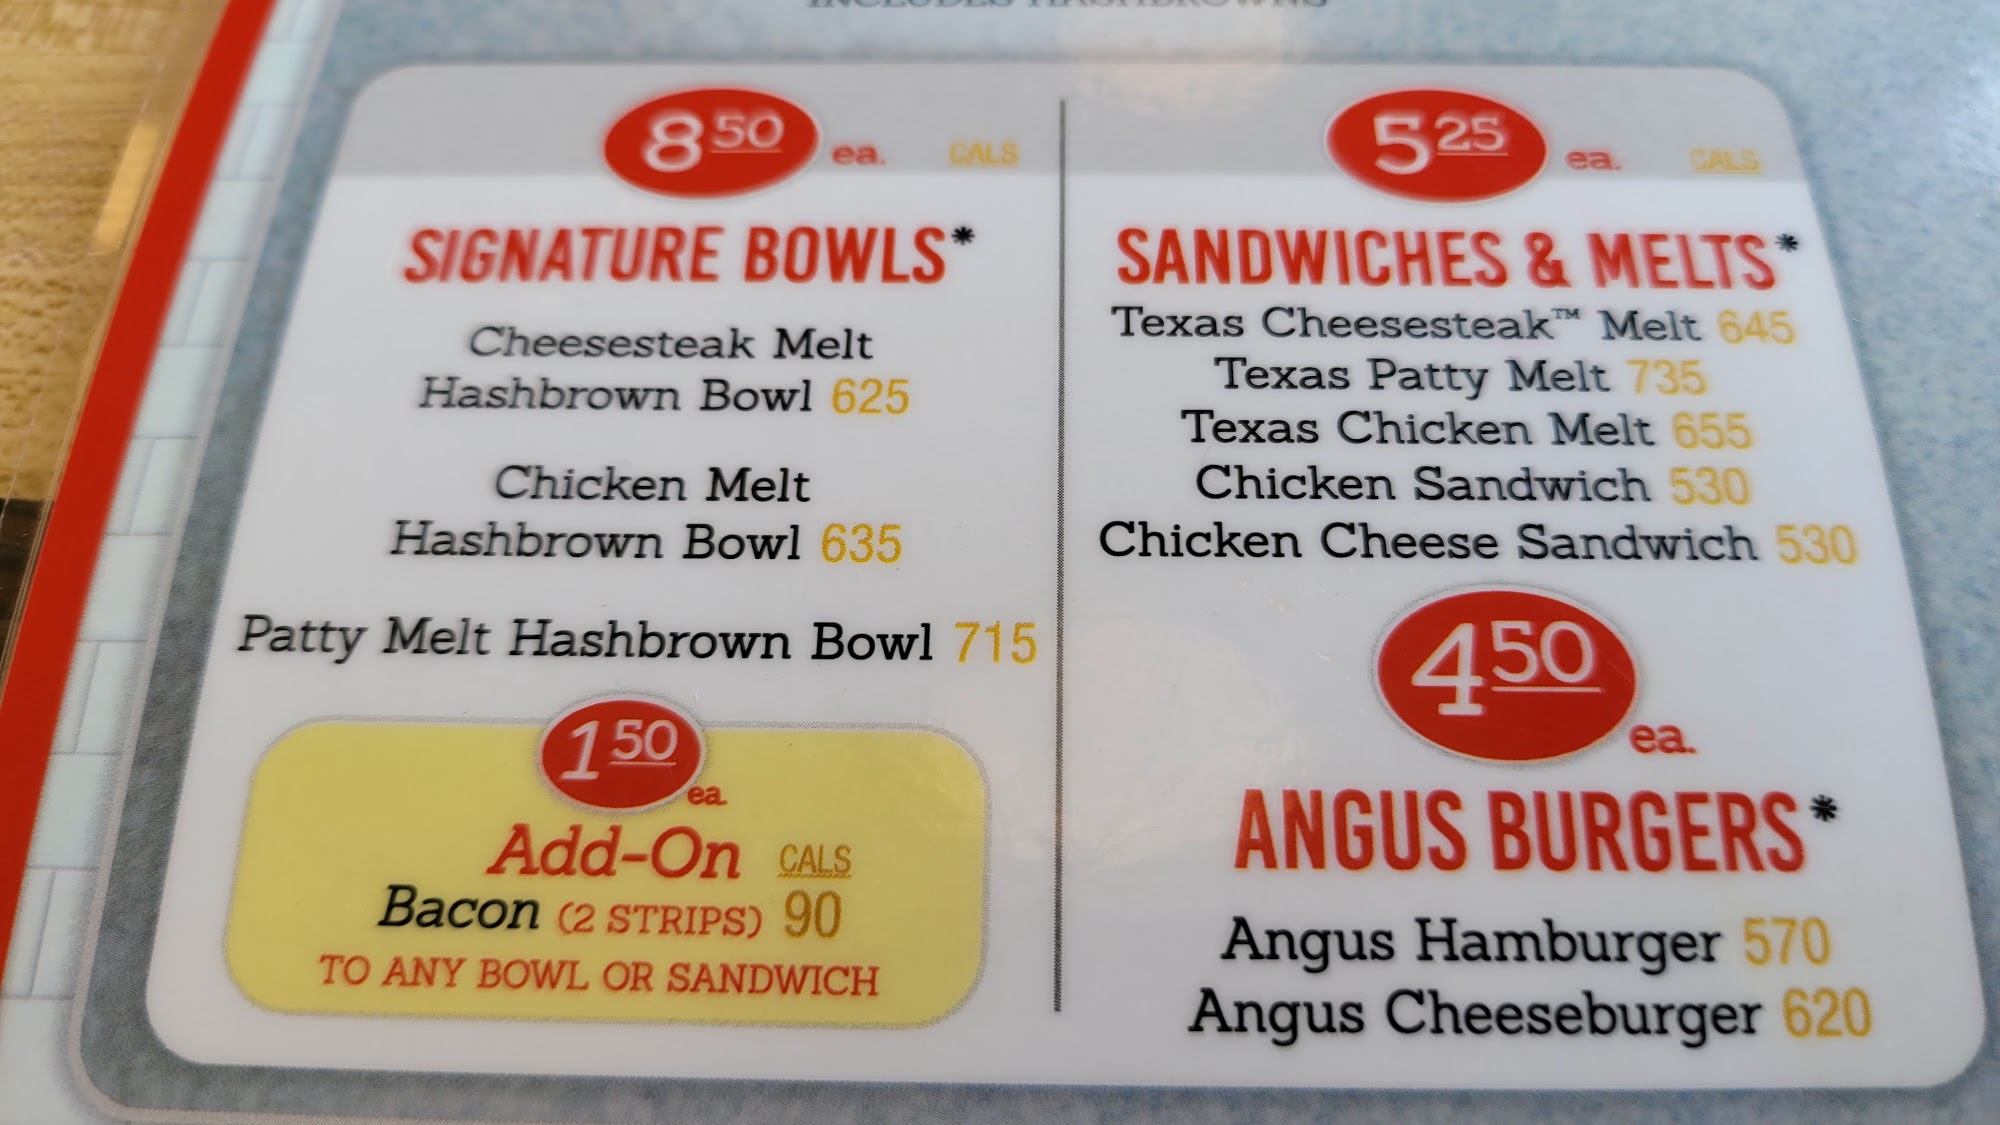 INCLUDES HASHBROWNS
8 50 ea. CALS
SIGNATURE BOWLS*
Cheesesteak Melt
Hashbrown Bowl 625
Chicken Melt
Hashbrown Bowl 635
Patty Melt Hashbrown Bowl 715
1 50 ea.
Add-On CALS
Bacon (2 STRIPS) 90
TO ANY BOWL OR SANDWICH
5 25 ea. CALS
SANDWICHES & MELTS*
Texas Cheesesteak™ Melt 645
Texas Patty Melt 735
Texas Chicken Melt 655
Chicken Sandwich 530
Chicken Cheese Sandwich 530
4 50 ea.
ANGUS BURGERS*
Angus Hamburger 570
Angus Cheeseburger 620